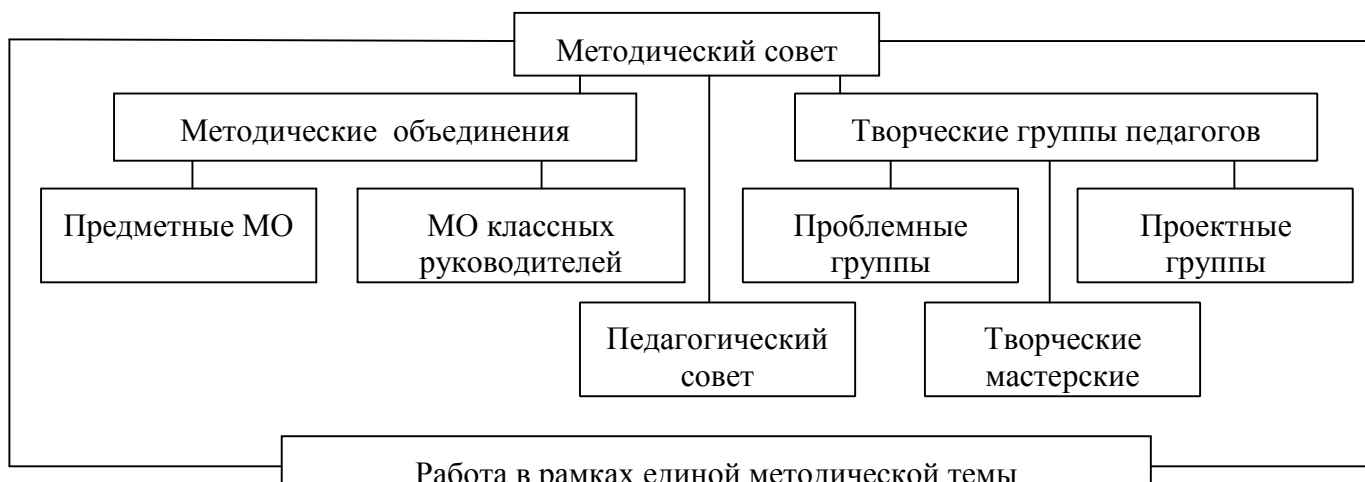 Методический совет
Методические объединения
Творческие группы педагогов
Предметные МО
МО классных
руководителей
Проблемные
группы
Проектные
группы
Педагогический
совет
Творческие
мастерские
Работа в рамках единой методической темы